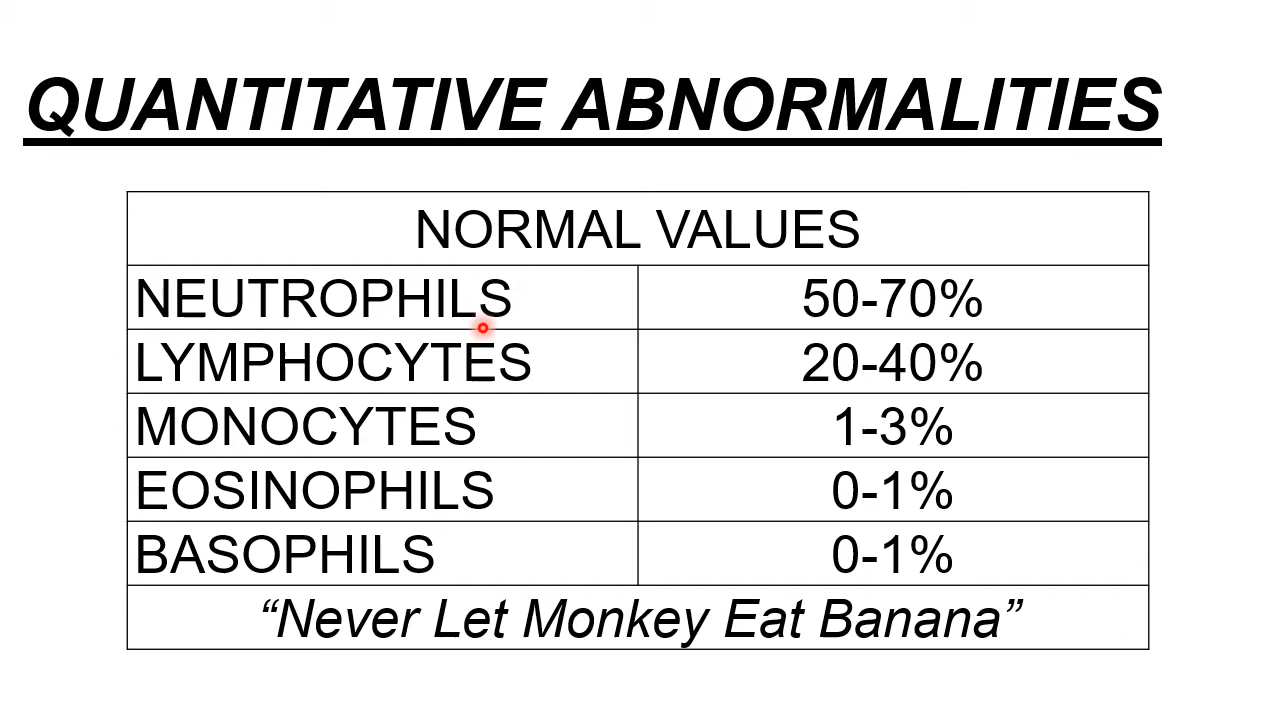 QUANTITATIVE ABNORMALITIES
NORMAL VALUES
NEUTROPHILS 50-70%
LYMPHOCYTES 20-40%
MONOCYTES 1-3%
EOSINOPHILS 0-1%
BASOPHILS 0-1%
“Never Let Monkey Eat Banana”